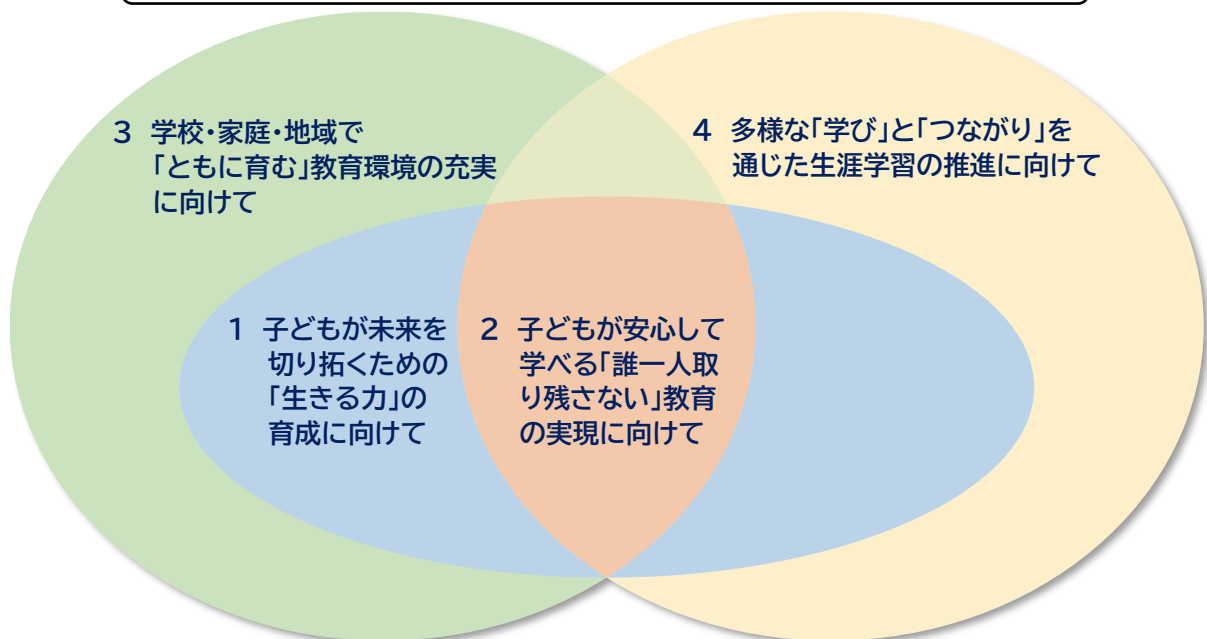 3 学校・家庭・地域で
「ともに育む」教育環境の充実
に向けて
4 多様な「学び」と「つながり」を
通じた生涯学習の推進に向けて
1 子どもが未来を
切り拓くための
「生きる力」の
育成に向けて
2 子どもが安心して
学べる「誰一人取
り残さない」教育
の実現に向けて